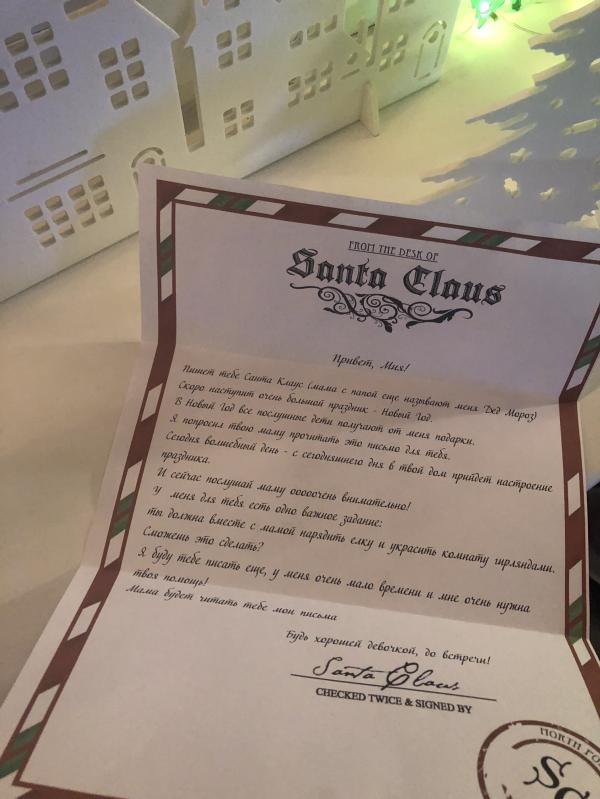 FROM THE DESK OF
Santa Claus
Привет, Мия!
Пишет тебе Санта Клаус (мама с папой еще называют меня Дед Мороз)
Скоро наступит очень большой праздник - Новый Год.
В Новый Год все послушные дети получают от меня подарки.
Я попросил твою маму прочитать это письмо для тебя.
Сегодня волшебный день - с сегодняшнего дня в твой дом прийдет настроение
праздника.
И сейчас послушай маму оооооочень внимательно!
у меня для тебя есть одно важное задание:
ты должна вместе с мамой нарядить елку и украсить комнату гирляндами.
Сможешь это сделать?
Я буду тебе писать еще, у меня очень мало времени и мне очень нужна
твоя помощь!
Мама будет читать тебе мои письма
Будь хорошей девочкой, до встречи!
Santa Claus
CHECKED TWICE & SIGNED BY
NORTH